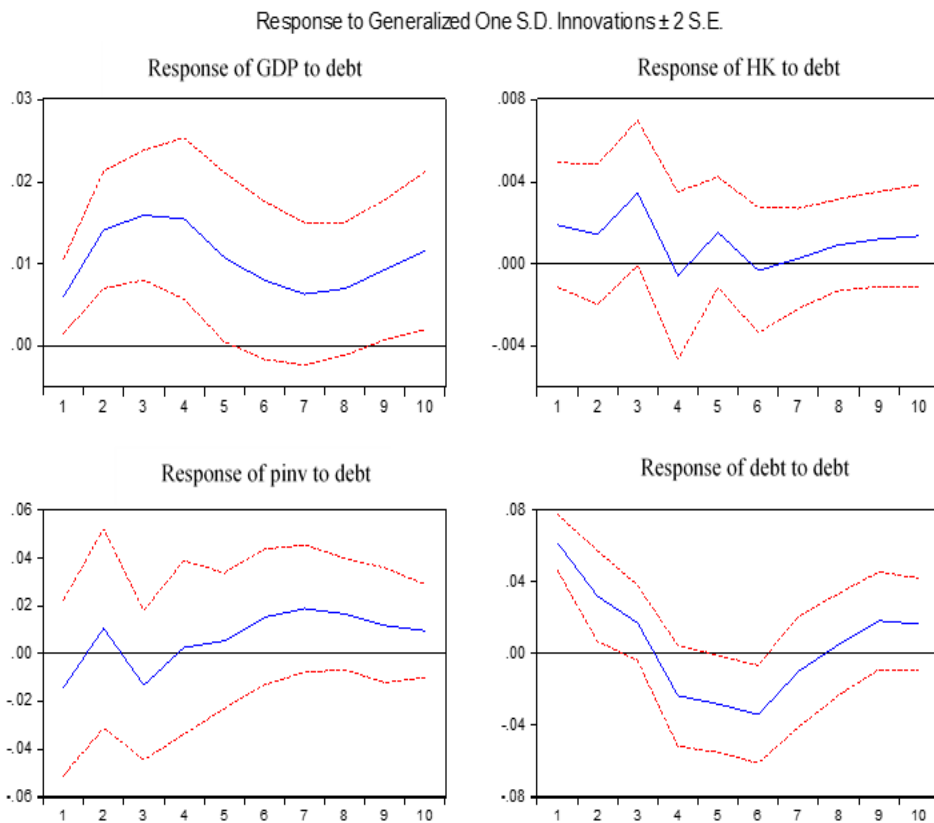 Response to Generalized One S.D. Innovations ± 2 S.E.
Response of GDP to debt
.03
.02
.01
.00
1 2 3 4 5 6 7 8 9 10
Response of HK to debt
.008
.004
.000
-.004
1 2 3 4 5 6 7 8 9 10
Response of pinv to debt
.06
.04
.02
.00
-.02
-.04
-.06
1 2 3 4 5 6 7 8 9 10
Response of debt to debt
.08
.04
.00
-.04
-.08
1 2 3 4 5 6 7 8 9 10